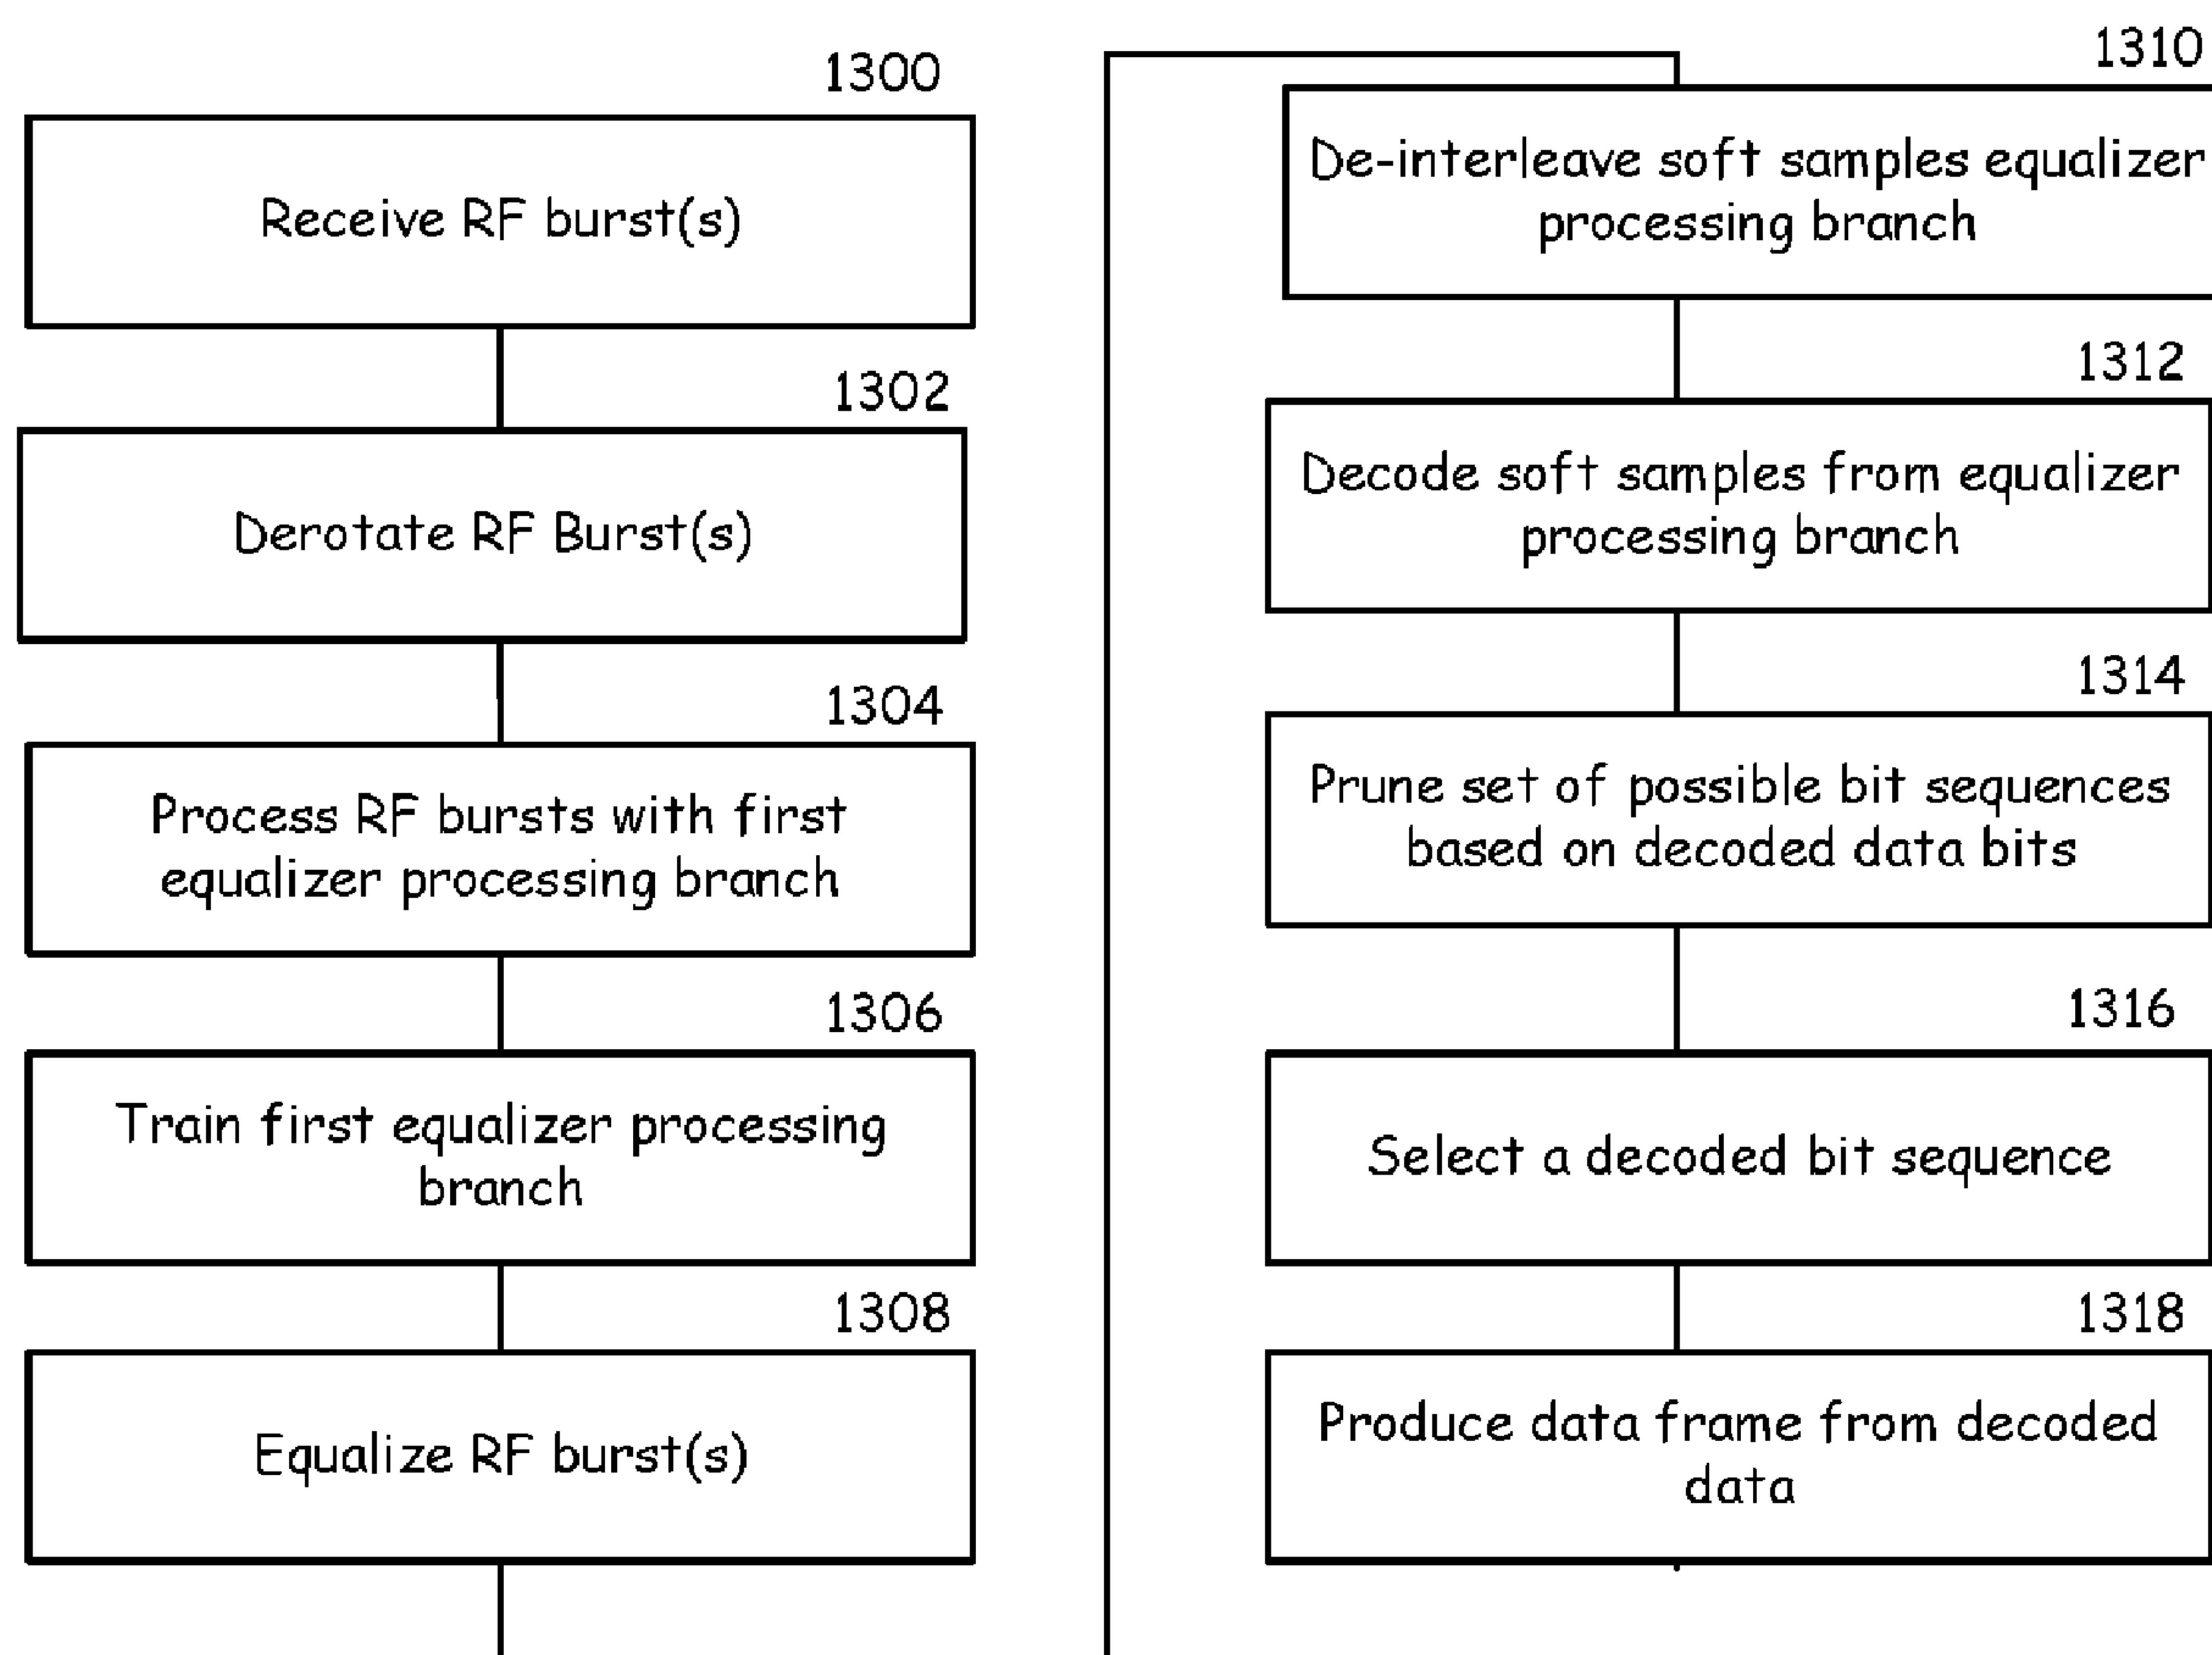 1300
Receive RF burst(s)
1302
Derotate RF Burst(s)
1304
Process RF bursts with first
equalizer processing branch
1306
Train first equalizer processing
branch
1308
Equalize RF burst(s)
1310
De-interleave soft samples equalizer
processing branch
1312
Decode soft samples from equalizer
processing branch
1314
Prune set of possible bit sequences
based on decoded data bits
1316
Select a decoded bit sequence
1318
Produce data frame from decoded
data